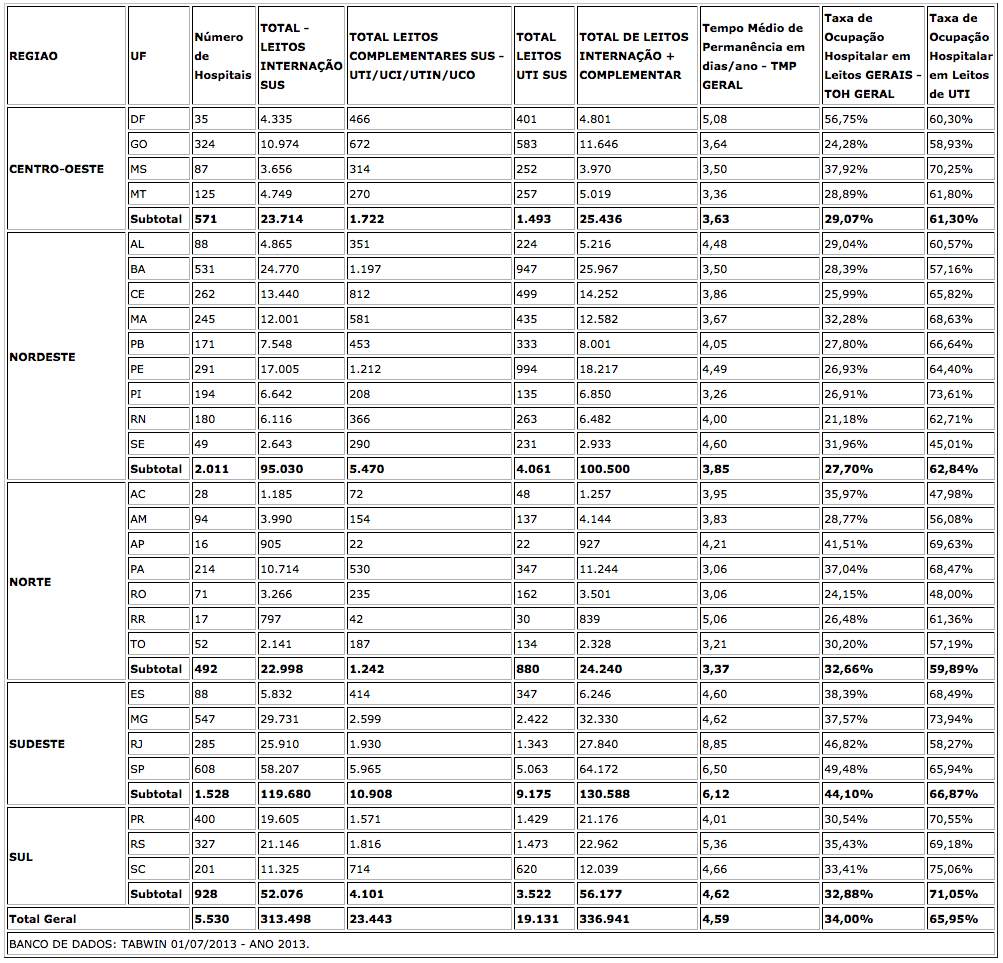 REGIAO UF Número de Hospitais TOTAL - LEITOS INTERNAÇÃO SUS TOTAL LEITOS COMPLEMENTARES SUS - UTI/UCI/UTIN/UCO TOTAL LEITOS UTI SUS TOTAL DE LEITOS INTERNAÇÃO + COMPLEMENTAR Tempo Médio de Permanência em dias/ano - TMP GERAL Taxa de Ocupação Hospitalar em Leitos GERAIS - TOH GERAL Taxa de Ocupação Hospitalar em Leitos de UTI
CENTRO-OESTE
DF 35 4.335 466 401 4.801 5,08 56,75% 60,30%
GO 324 10.974 672 583 11.646 3,64 24,28% 58,93%
MS 87 3.656 314 252 3.970 3,50 37,92% 70,25%
MT 125 4.749 270 257 5.019 3,36 28,89% 61,80%
Subtotal 571 23.714 1.722 1.493 25.436 3,63 29,07% 61,30%
NORDESTE
AL 88 4.865 351 224 5.216 4,48 29,04% 60,57%
BA 531 24.770 1.197 947 25.967 3,50 28,39% 57,16%
CE 262 13.440 812 499 14.252 3,86 25,99% 65,82%
MA 245 12.001 581 435 12.582 3,67 32,28% 68,63%
PB 171 7.548 453 333 8.001 4,05 27,80% 66,64%
PE 291 17.005 1.212 994 18.217 4,49 26,93% 64,40%
PI 194 6.642 208 135 6.850 3,26 26,91% 73,61%
RN 180 6.116 366 263 6.482 4,00 21,18% 62,71%
SE 49 2.643 290 231 2.933 4,60 31,96% 45,01%
Subtotal 2.011 95.030 5.470 4.061 100.500 3,85 27,70% 62,84%
NORTE
AC 28 1.185 72 48 1.257 3,95 35,97% 47,98%
AM 94 3.990 154 137 4.144 3,83 28,77% 56,08%
AP 16 905 22 22 927 4,21 41,51% 69,63%
PA 214 10.714 530 347 11.244 3,06 37,04% 68,47%
RO 71 3.266 235 162 3.501 3,06 24,15% 48,00%
RR 17 797 42 30 839 5,06 26,48% 61,36%
TO 52 2.141 187 134 2.328 3,21 30,20% 57,19%
Subtotal 492 22.998 1.242 880 24.240 3,37 32,66% 59,89%
SUDESTE
ES 88 5.832 414 347 6.246 4,60 38,39% 68,49%
MG 547 29.731 2.599 2.422 32.330 4,62 37,57% 73,94%
RJ 285 25.910 1.930 1.343 27.840 8,85 46,82% 58,27%
SP 608 58.207 5.965 5.063 64.172 6,50 49,48% 65,94%
Subtotal 1.528 119.680 10.908 9.175 130.588 6,12 44,10% 66,87%
SUL
PR 400 19.605 1.571 1.429 21.176 4,01 30,54% 70,55%
RS 327 21.146 1.816 1.473 22.962 5,36 35,43% 69,18%
SC 201 11.325 714 620 12.039 4,66 33,41% 75,06%
Subtotal 928 52.076 4.101 3.522 56.177 4,62 32,88% 71,05%
Total Geral 5.530 313.498 23.443 19.131 336.941 4,59 34,00% 65,95%
BANCO DE DADOS: TABWIN 01/07/2013 - ANO 2013.